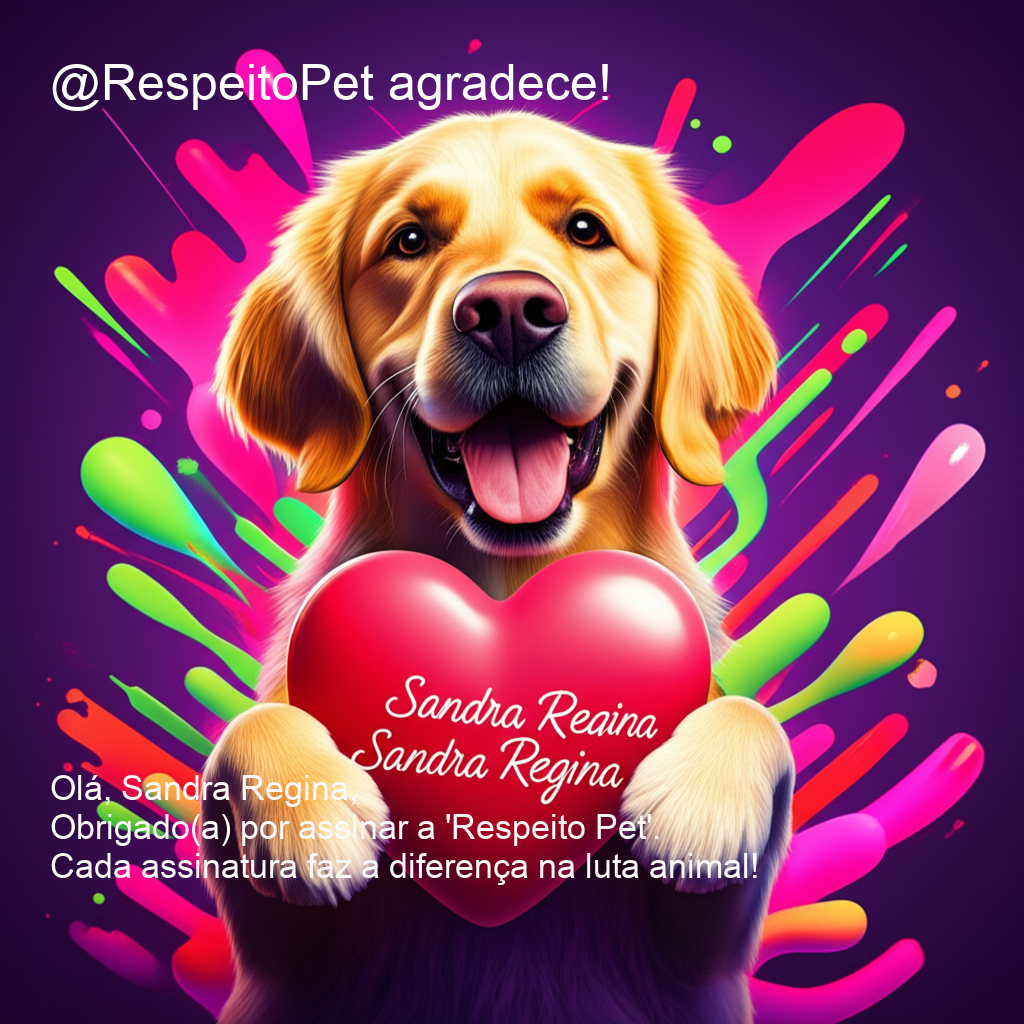 @RespeitoPet agradece!
Sandra Reaina
Sandra Regina
Olá, Sandra Regina,
Obrigado(a) por assinar a 'Respeito Pet'.
Cada assinatura faz a diferença na luta animal!